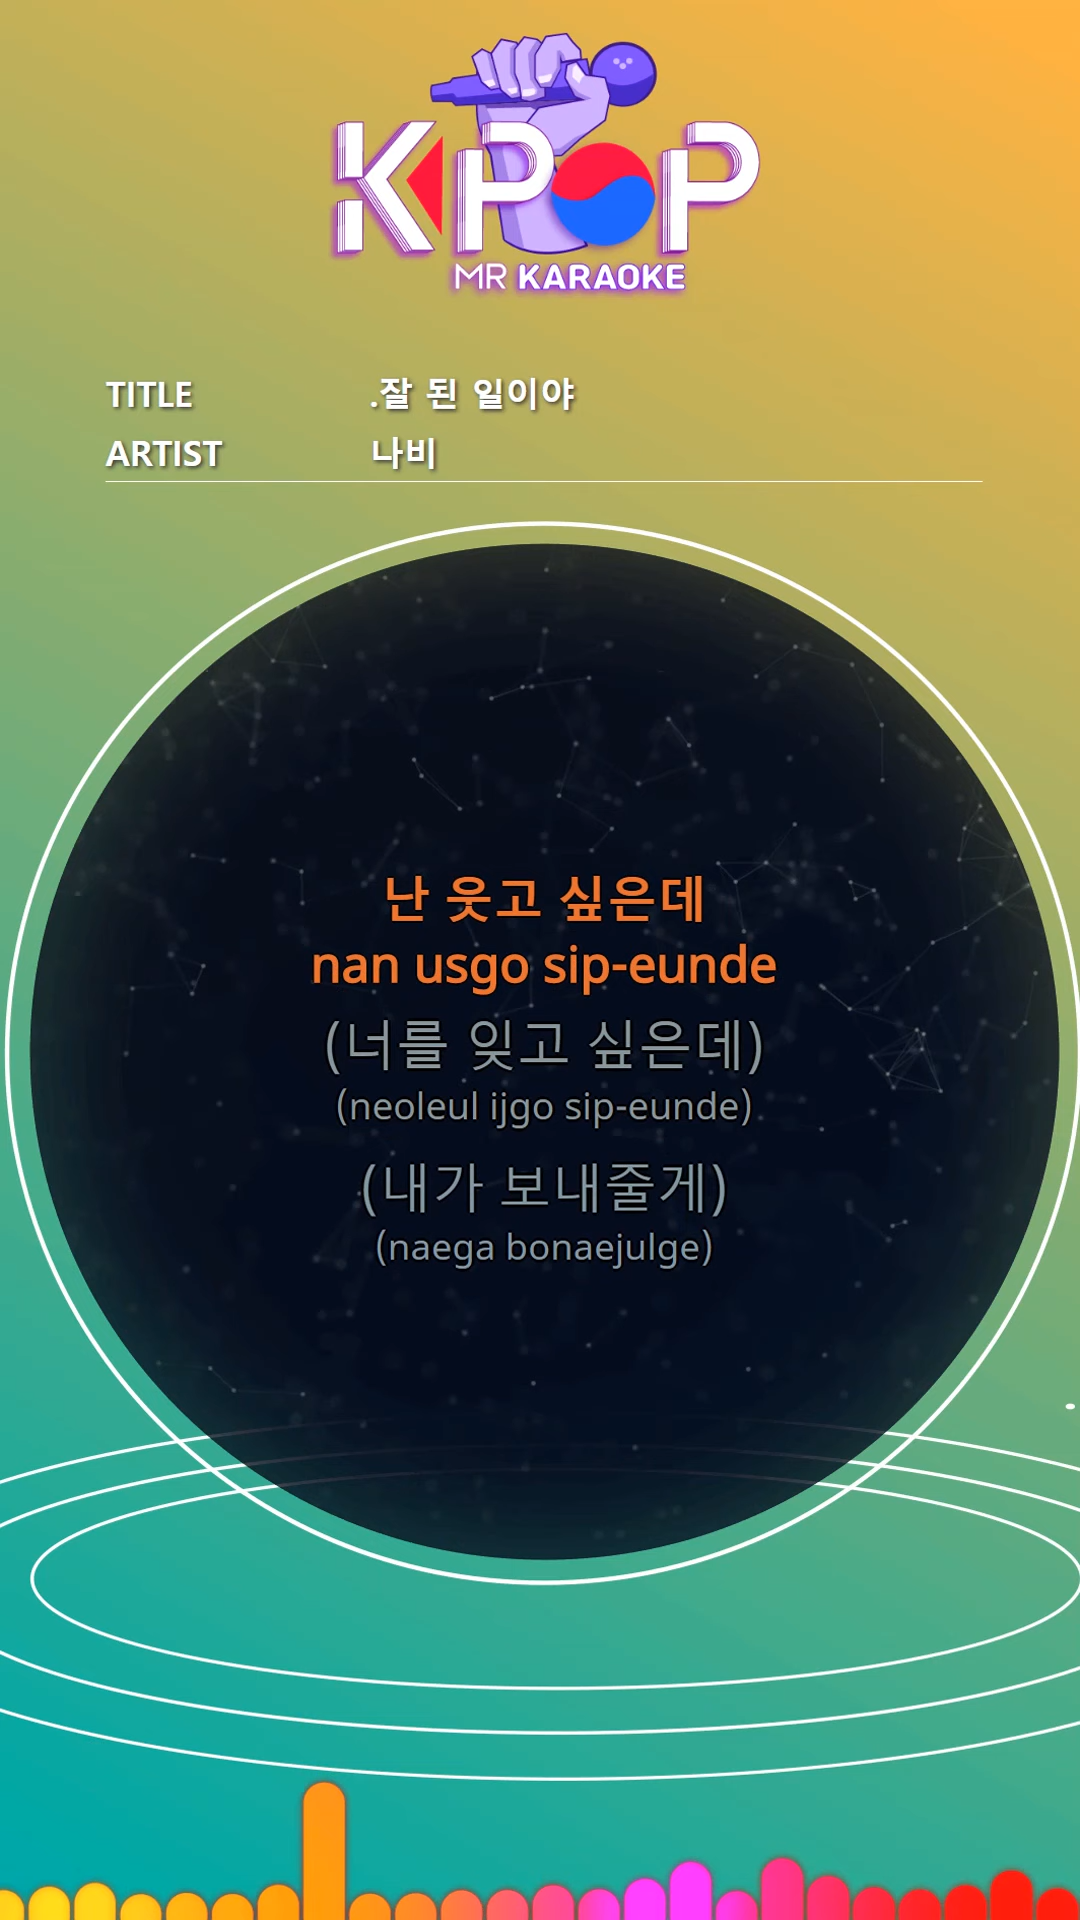 KPOP
MR KARAOKE
TITLE .잘 된 일이야
ARTIST 나비
난 웃고 싶은데
nan usgo sip-eunde
(너를 잊고 싶은데)
(neoleul ijgo sip-eunde)
(내가 보내줄게)
(naega bonaejulge)